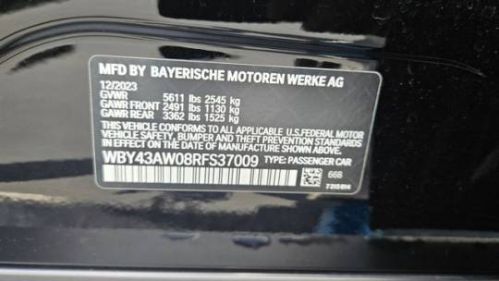 MFD BY BAYERISCHE MOTOREN WERKE AG
12/2023
GVWR 5611 lbs 2545 kg
GAWR FRONT 2491 lbs 1130 kg
GAWR REAR 3362 lbs 1525 kg
THIS VEHICLE CONFORMS TO ALL APPLICABLE U.S. FEDERAL MOTOR
VEHICLE SAFETY, BUMPER, AND THEFT PREVENTION STANDARDS
IN EFFECT ON THE DATE OF MANUFACTURE SHOWN ABOVE.
WBY43AW08RFS37009 TYPE: PASSENGER CAR
668